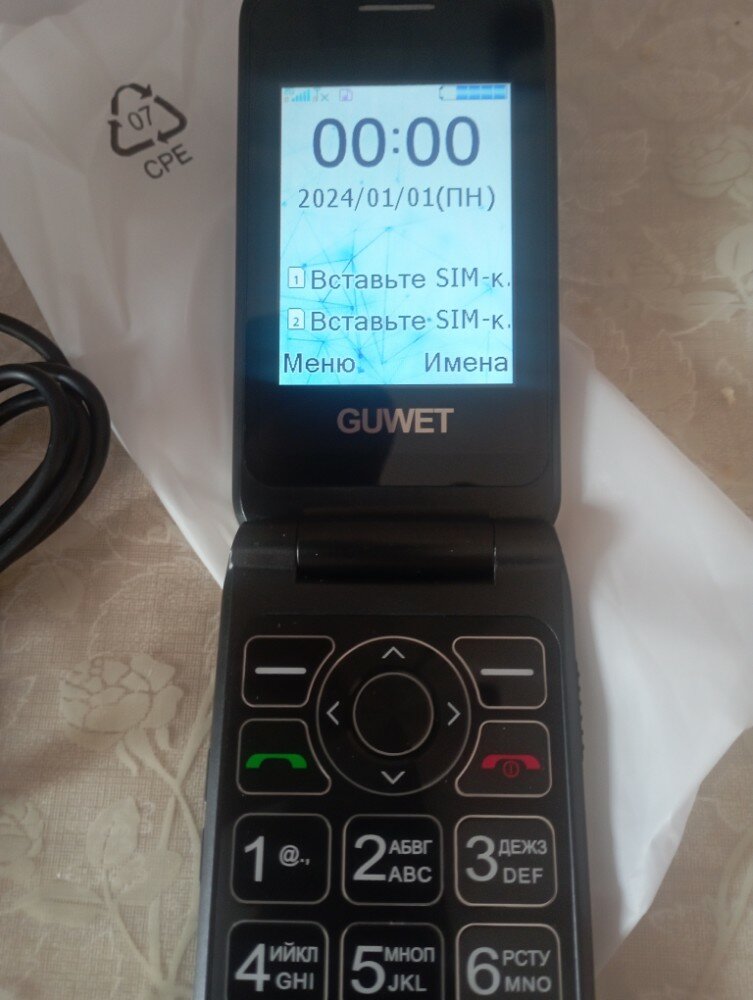 07
CPE
00:00
2024/01/01(ПН)
1 Вставьте SIM-к.
2 Вставьте SIM-к.
Меню Имена
GUWET
1 @.,
2 АБВГ ABC
3 ДЕЖЗ DEF
4 ИЙКЛ GHI
5 МНОП JKL
6 РСТУ MNO